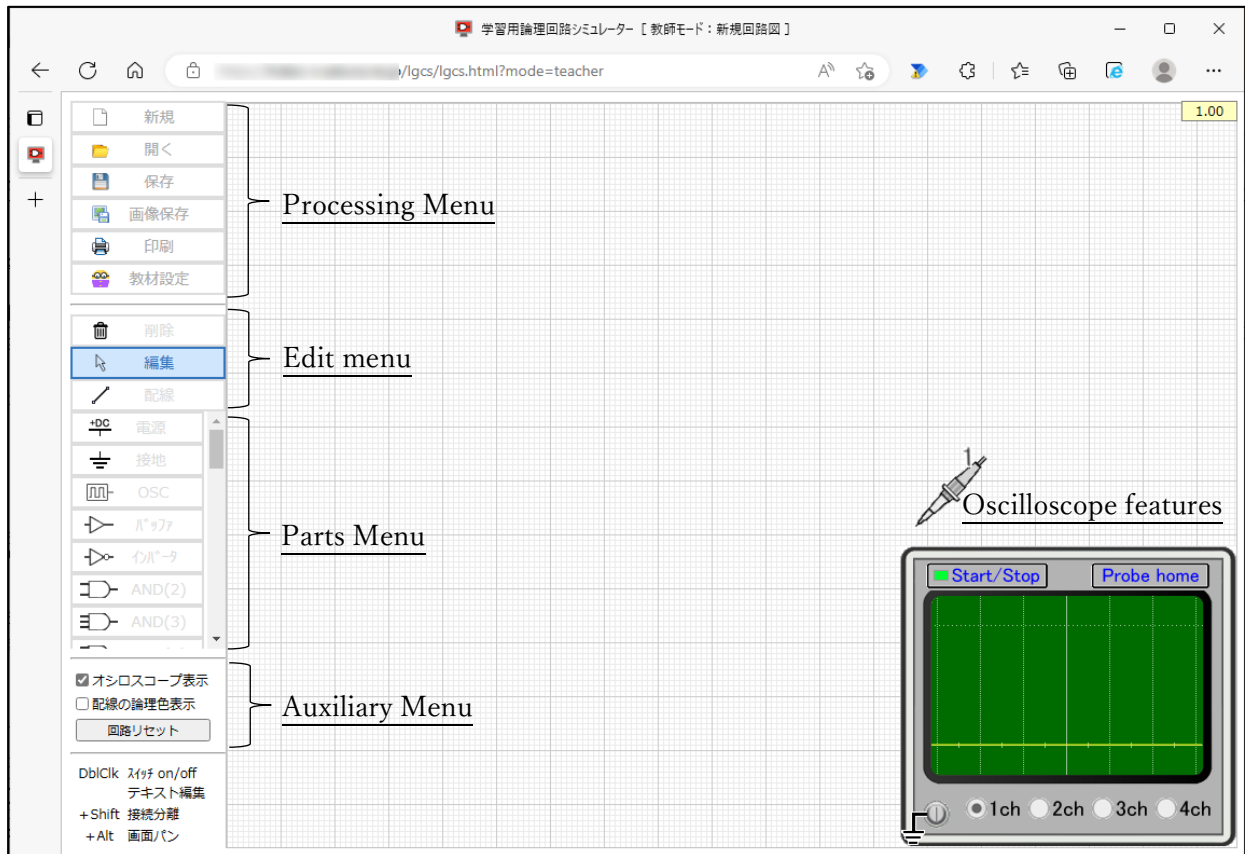 学習用論理回路シミュレーター [ 教師モード：新規回路図 ]
/lgcs/lgcs.html?mode=teacher
1.00
新規
開く
保存
画像保存
印刷
教材設定
Processing Menu
削除
編集
配線
Edit menu
+DC 電源
接地
OSC
ﾊﾞｯﾌｧ
ｲﾝﾊﾞｰﾀ
AND(2)
AND(3)
Parts Menu
オシロスコープ表示
配線の論理色表示
回路リセット
Auxiliary Menu
DblClk ｽｲｯﾁ on/off
テキスト編集
+Shift 接続分離
+Alt 画面パン
1
Oscilloscope features
Start/Stop Probe home
1ch 2ch 3ch 4ch